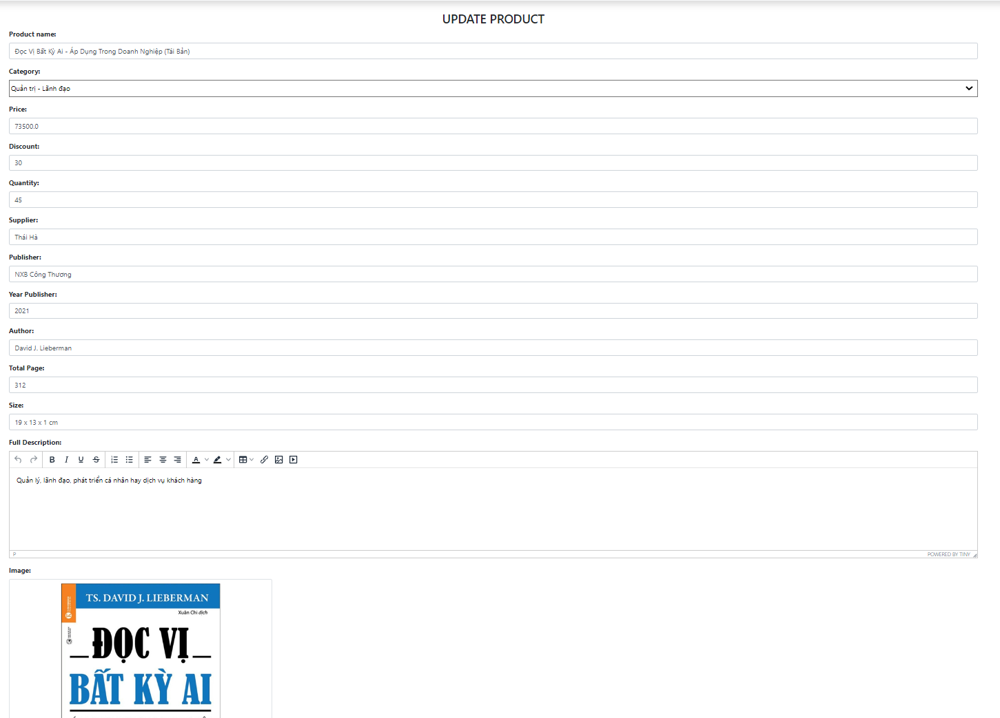 UPDATE PRODUCT
Product name:
Đọc Vị Bất Kỳ Ai - Áp Dụng Trong Doanh Nghiệp (Tái Bản)
Category:
Quản trị - Lãnh đạo
Price:
73500.0
Discount:
30
Quantity:
45
Supplier:
Thái Hà
Publisher:
NXB Công Thương
Year Publisher:
2021
Author:
David J. Lieberman
Total Page:
312
Size:
19 x 13 x 1 cm
Full Description:
B I U S A
Quản lý, lãnh đạo, phát triển cá nhân hay dịch vụ khách hàng
P POWERED BY TINY
Image:
TS. DAVID J. LIEBERMAN
Xuân Chi dịch
ĐỌC VỊ
BẤT KỲ AI